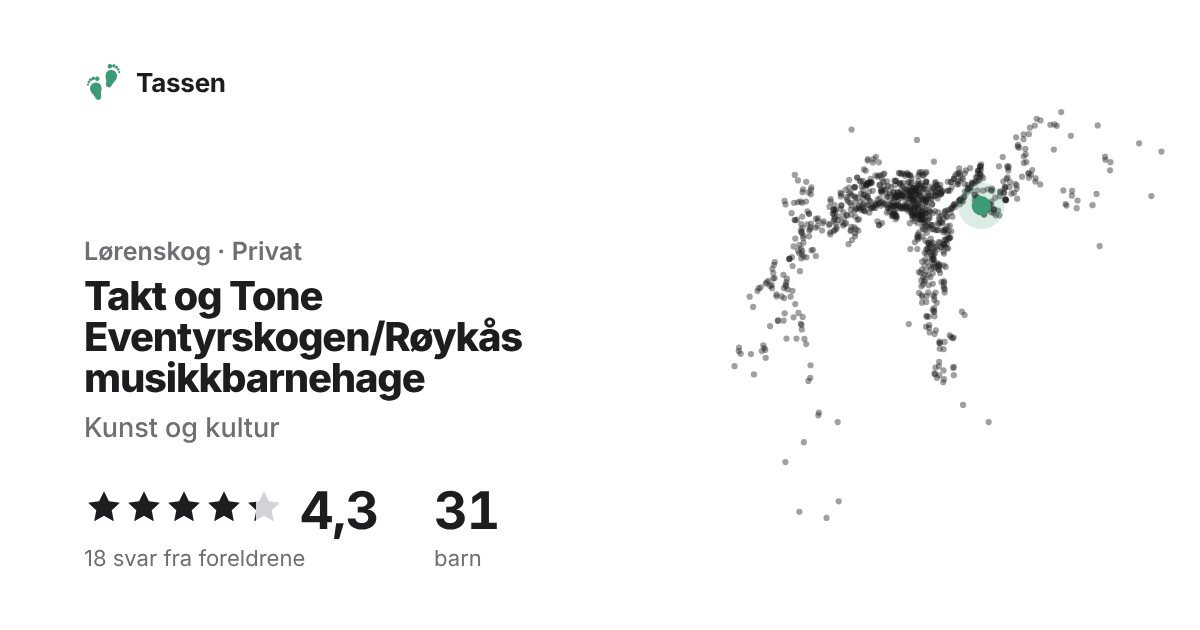 Tassen
Lørenskog · Privat
Takt og Tone
Eventyrskogen/Røykås
musikkbarnehage
Kunst og kultur
4,3
18 svar fra foreldrene
31
barn